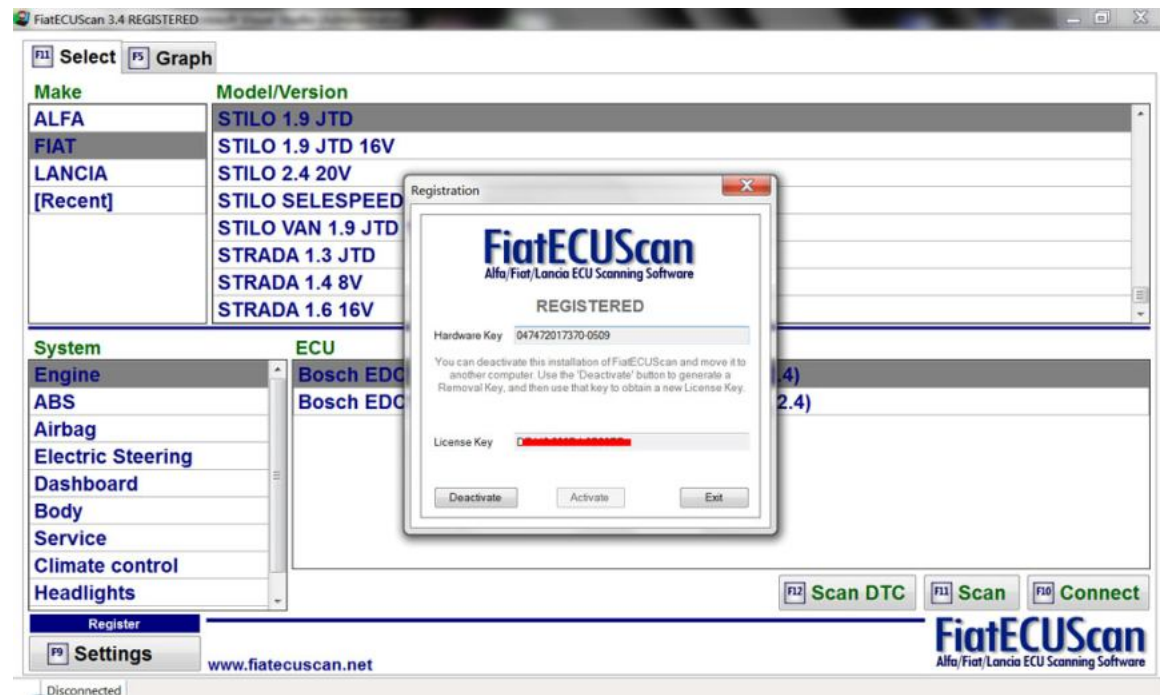 FiatECUScan 3.4 REGISTERED
F11 Select F5 Graph
Make Model/Version
ALFA STILO 1.9 JTD
FIAT STILO 1.9 JTD 16V
LANCIA STILO 2.4 20V
[Recent] STILO SELESPEED
STILO VAN 1.9 JTD
STRADA 1.3 JTD
STRADA 1.4 8V
STRADA 1.6 16V
Registration
FiatECUScan
Alfa/Fiat/Lancia ECU Scanning Software
REGISTERED
Hardware Key 047472017370-0509
You can deactivate this installation of FiatECUScan and move it to
another computer. Use the 'Deactivate' button to generate a
Removal Key, and then use that key to obtain a new License Key.
License Key
Deactivate Activate Exit
System ECU
Engine Bosch EDC .4)
ABS Bosch EDC 2.4)
Airbag
Electric Steering
Dashboard
Body
Service
Climate control
Headlights
F12 Scan DTC F11 Scan F10 Connect
Register
F9 Settings
www.fiatecuscan.net
FiatECUScan
Alfa/Fiat/Lancia ECU Scanning Software
Disconnected